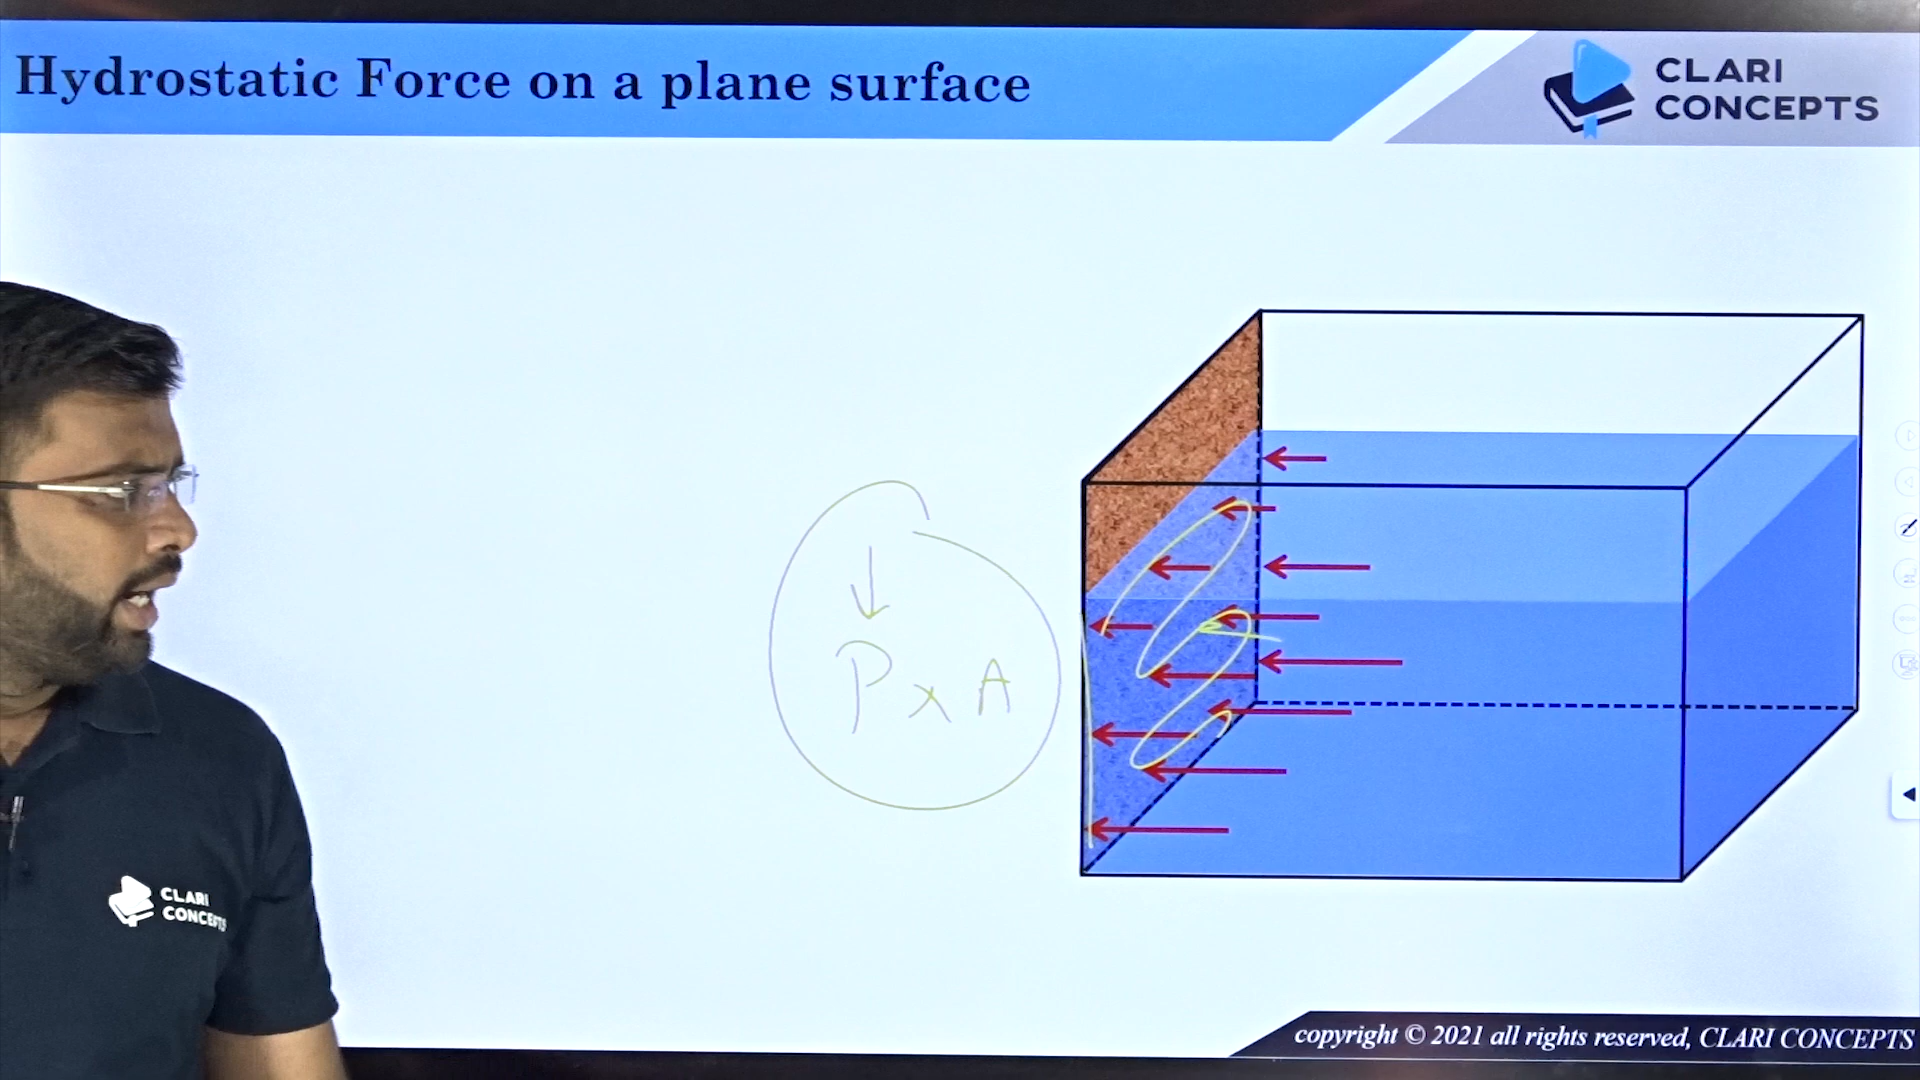 Hydrostatic Force on a plane surface
CLARI
CONCEPTS
P x A
CLARI
CONCEPTS
copyright © 2021 all rights reserved, CLARI CONCEPTS